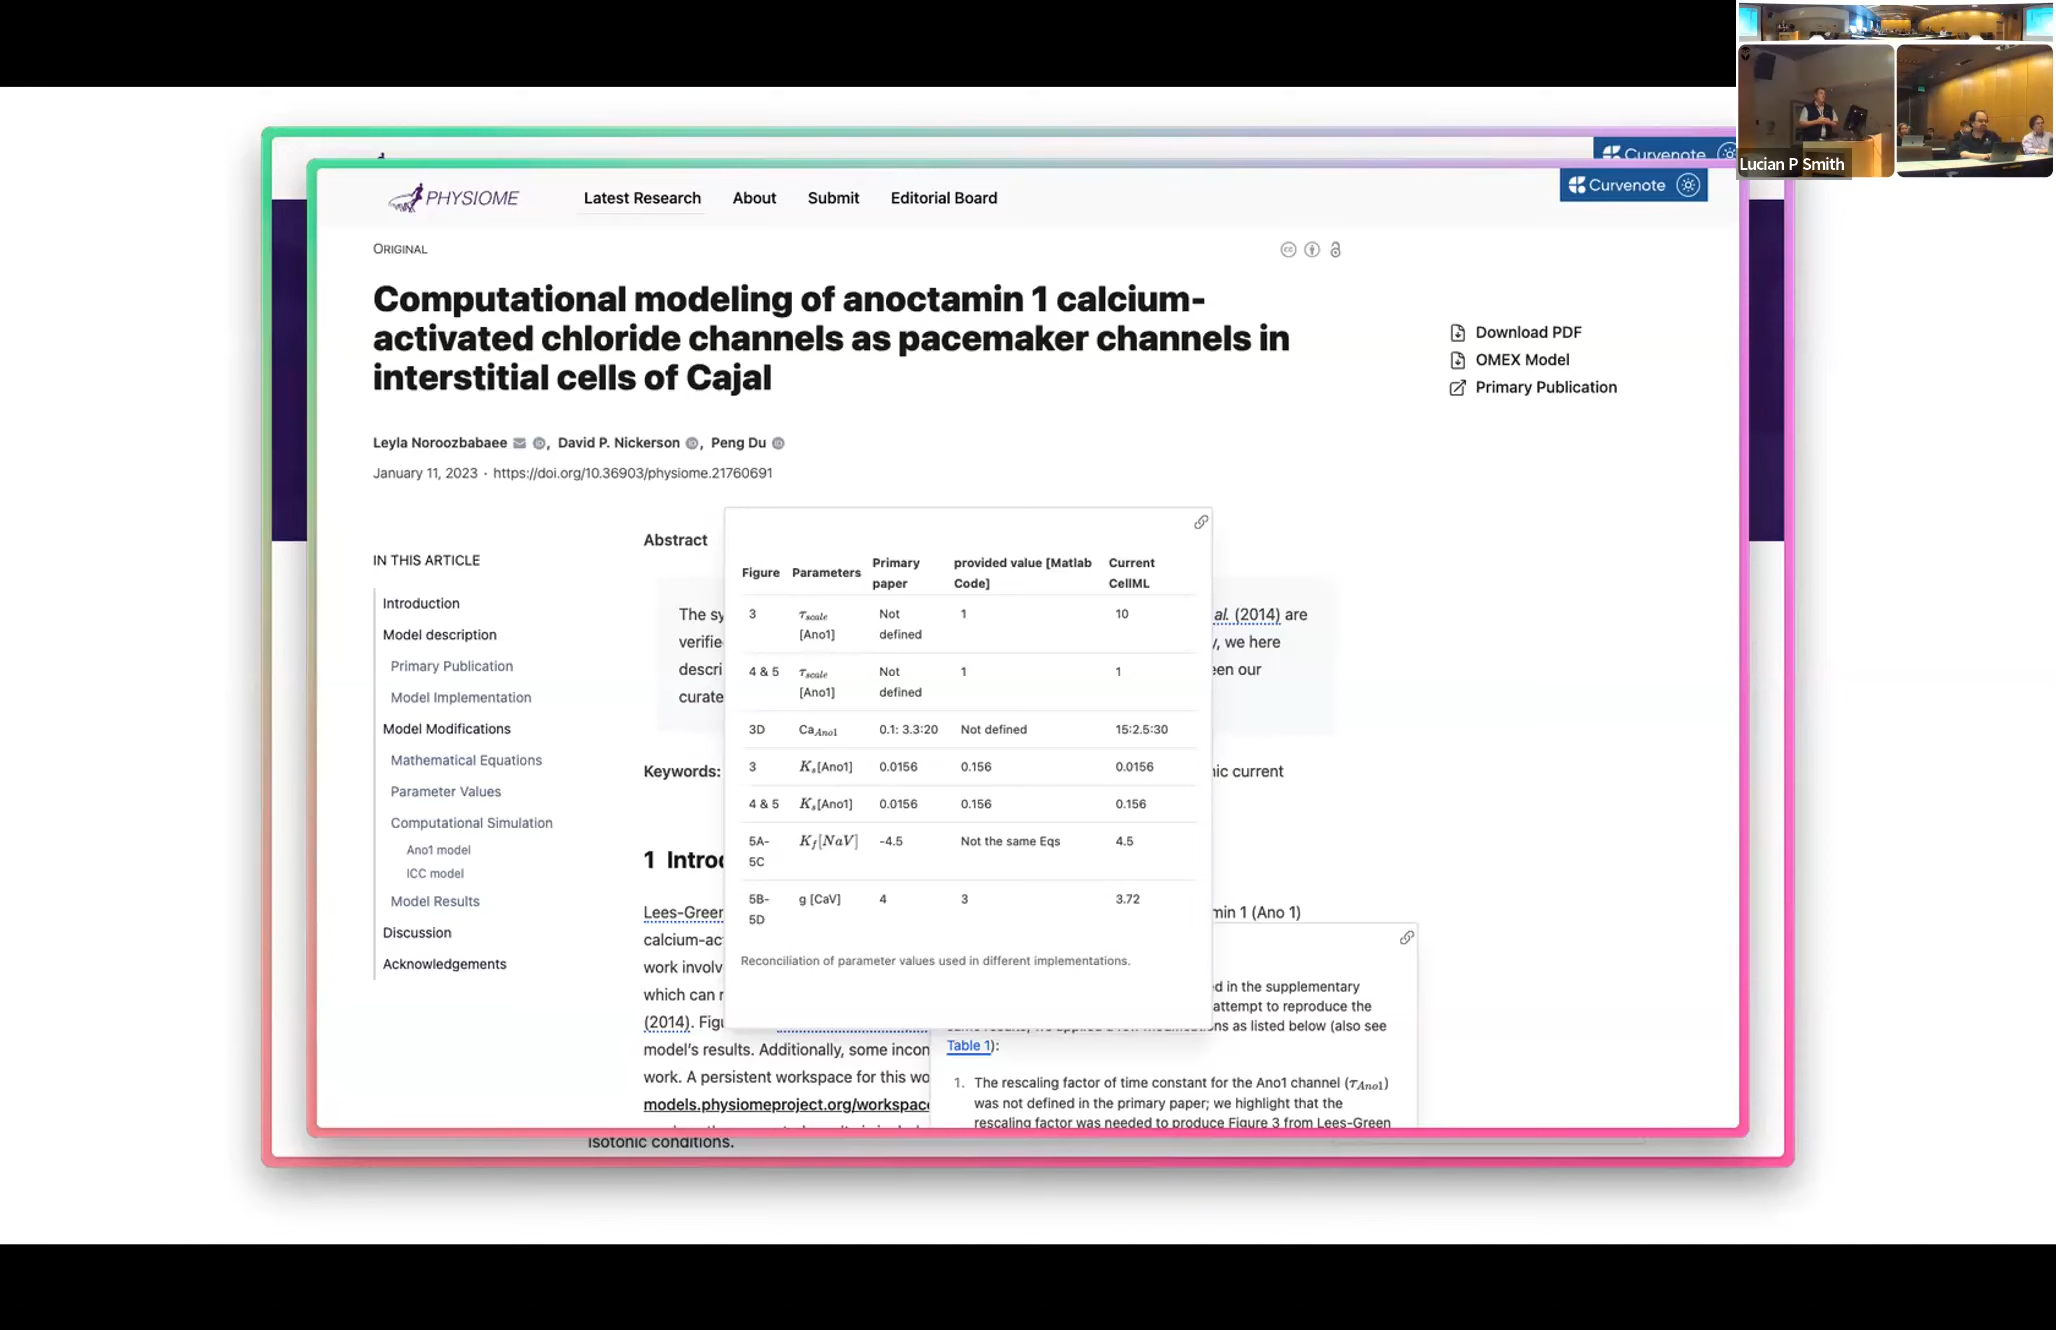 Lucian P Smith
Curvenote
PHYSIOME
Latest Research
About
Submit
Editorial Board
Curvenote
ORIGINAL
Computational modeling of anoctamin 1 calcium-
activated chloride channels as pacemaker channels in
interstitial cells of Cajal
Download PDF
OMEX Model
Primary Publication
Leyla Noroozbabaee, David P. Nickerson, Peng Du
January 11, 2023 · https://doi.org/10.36903/physiome.21760691
IN THIS ARTICLE
Introduction
Model description
Primary Publication
Model Implementation
Model Modifications
Mathematical Equations
Parameter Values
Computational Simulation
Ano1 model
ICC model
Model Results
Discussion
Acknowledgements
Abstract
The sy
al. (2014) are
verifie
, we here
descri
een our
curate
Keywords:
ic current
1 Introd
Lees-Green
min 1 (Ano 1)
calcium-ac
work involv
which can r
(2014). Figu
model's results. Additionally, some incon
work. A persistent workspace for this wo
models.physiomeproject.org/workspace
Figure Parameters Primary paper provided value [Matlab Code] Current CellML
3 τscale [Ano1] Not defined 1 10
4 & 5 τscale [Ano1] Not defined 1 1
3D CaAno1 0.1: 3.3:20 Not defined 15:2.5:30
3 Ks[Ano1] 0.0156 0.156 0.0156
4 & 5 Ks[Ano1] 0.0156 0.156 0.156
5A-5C Kf[NaV] -4.5 Not the same Eqs 4.5
5B-5D g [CaV] 4 3 3.72
Reconciliation of parameter values used in different implementations.
d in the supplementary
attempt to reproduce the
ns as listed below (also see
Table 1):
1. The rescaling factor of time constant for the Ano1 channel (τAno1)
was not defined in the primary paper; we highlight that the
rescaling factor was needed to produce Figure 3 from Lees-Green
isotonic conditions.